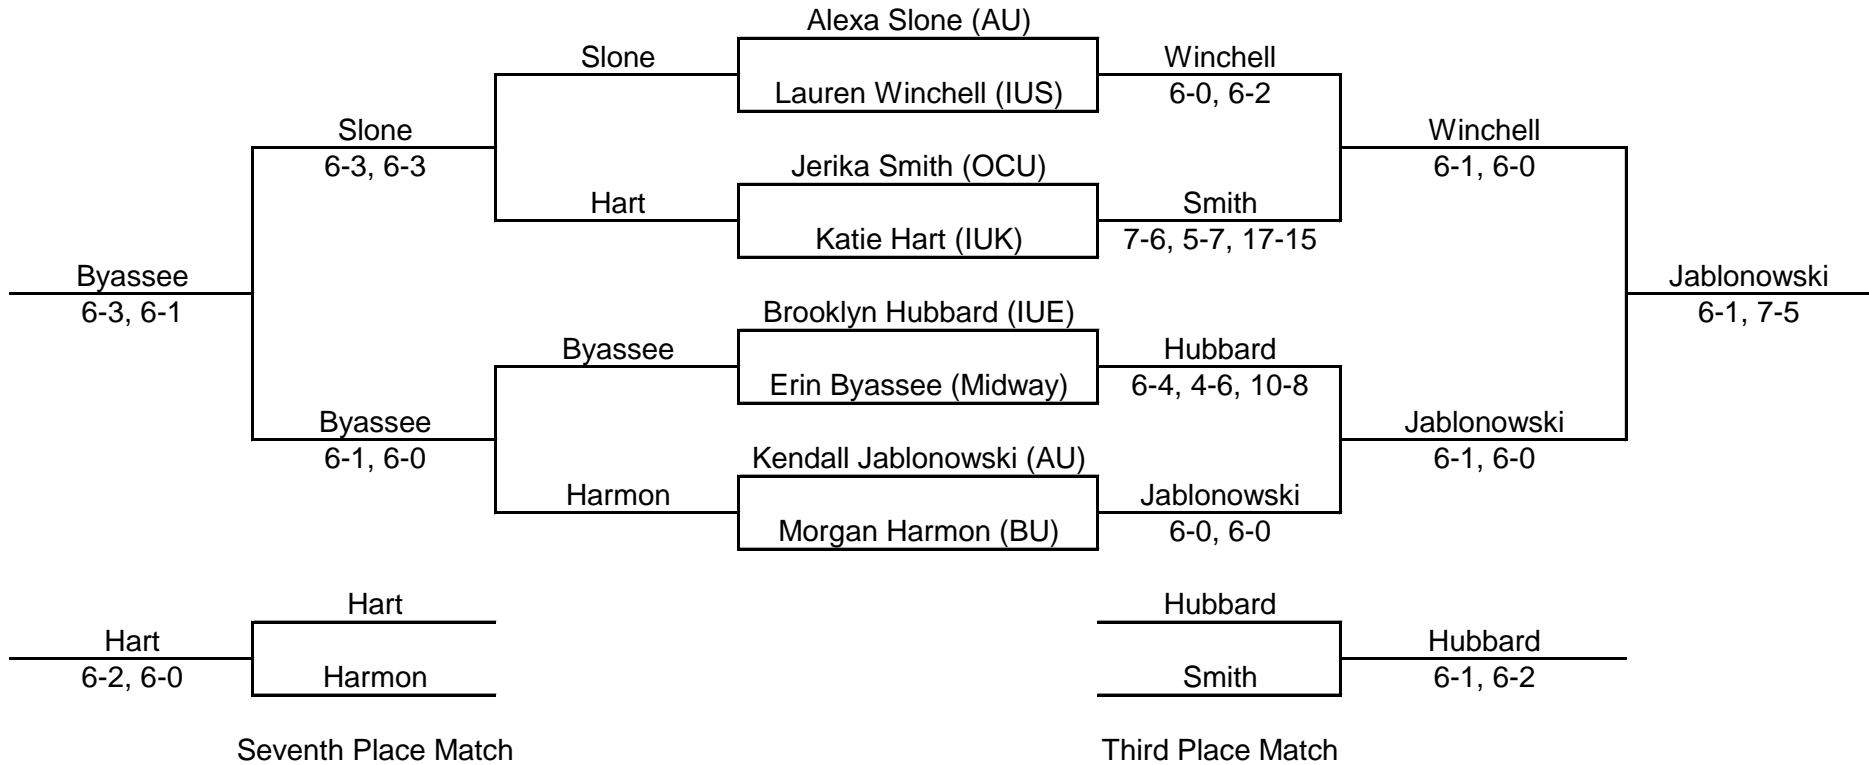 Alexa Slone (AU)
Slone
Winchell
Lauren Winchell (IUS)
6-0, 6-2
Slone
Winchell
6-3, 6-3
Jerika Smith (OCU)
6-1, 6-0
Hart
Smith
Katie Hart (IUK)
7-6, 5-7, 17-15
Byassee
Jablonowski
6-3, 6-1
Brooklyn Hubbard (IUE)
6-1, 7-5
Byassee
Hubbard
Erin Byassee (Midway)
6-4, 4-6, 10-8
Byassee
Jablonowski
6-1, 6-0
Kendall Jablonowski (AU)
6-1, 6-0
Harmon
Jablonowski
Morgan Harmon (BU)
6-0, 6-0
Hart
Hubbard
Hart
Hubbard
6-2, 6-0
Harmon
Smith
6-1, 6-2
Seventh Place Match
Third Place Match